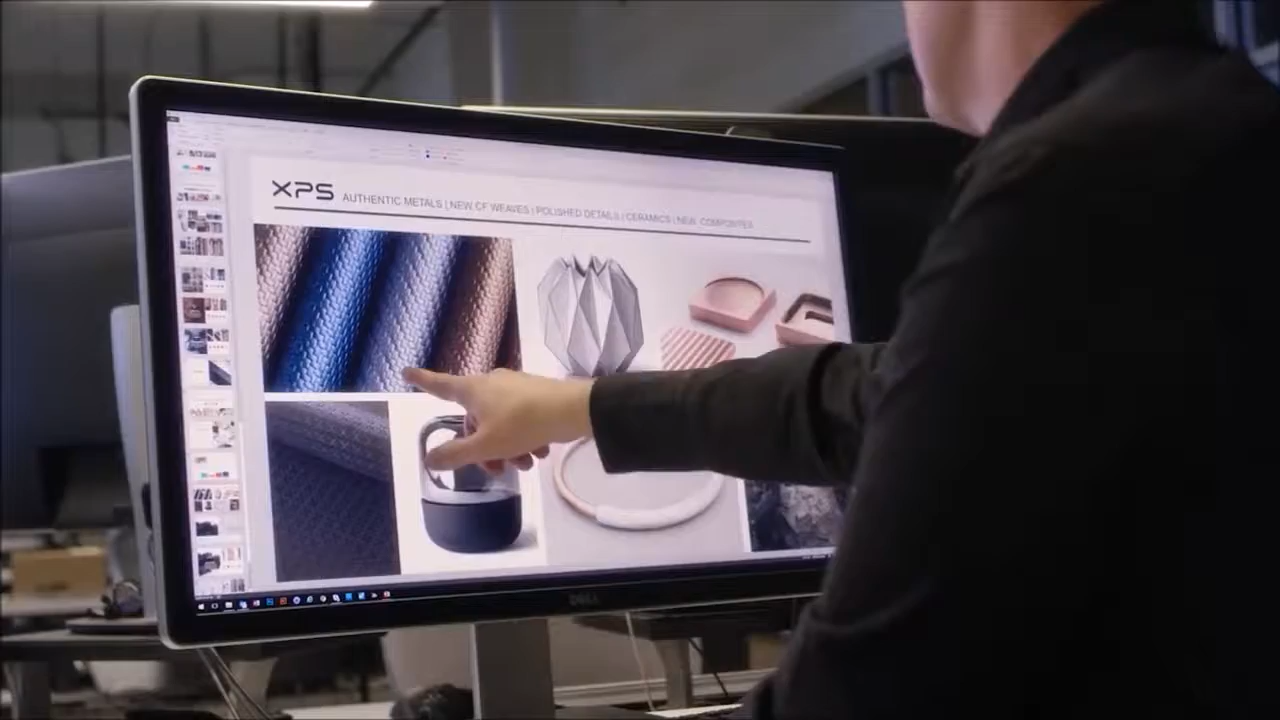 XPS AUTHENTIC METALS | NEW CF WEAVES | POLISHED DETAILS | CERAMICS | NEW COMPOSITES
DELL